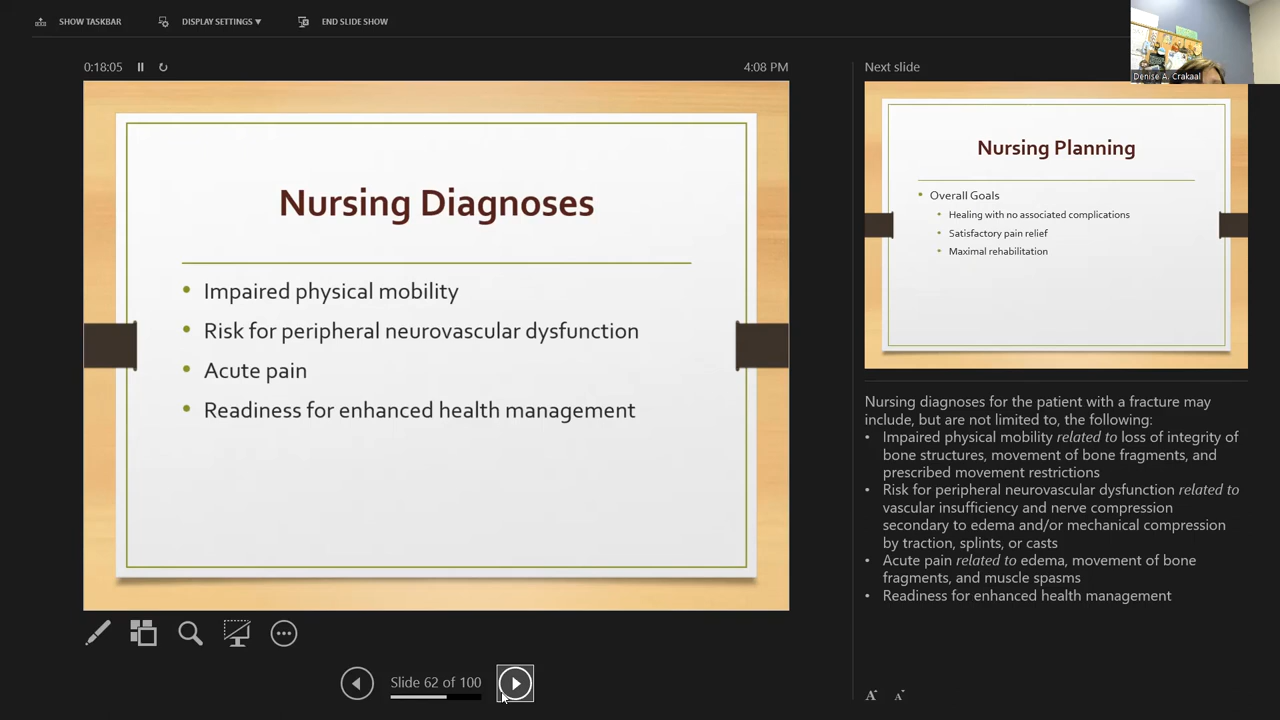 SHOW TASKBAR
DISPLAY SETTINGS ▼
END SLIDE SHOW
0:18:05
4:08 PM
Nursing Diagnoses
• Impaired physical mobility
• Risk for peripheral neurovascular dysfunction
• Acute pain
• Readiness for enhanced health management
Slide 62 of 100
Next slide
Denise A. Crakaal
Nursing Planning
• Overall Goals
• Healing with no associated complications
• Satisfactory pain relief
• Maximal rehabilitation
Nursing diagnoses for the patient with a fracture may
include, but are not limited to, the following:
• Impaired physical mobility related to loss of integrity of
bone structures, movement of bone fragments, and
prescribed movement restrictions
• Risk for peripheral neurovascular dysfunction related to
vascular insufficiency and nerve compression
secondary to edema and/or mechanical compression
by traction, splints, or casts
• Acute pain related to edema, movement of bone
fragments, and muscle spasms
• Readiness for enhanced health management
A A